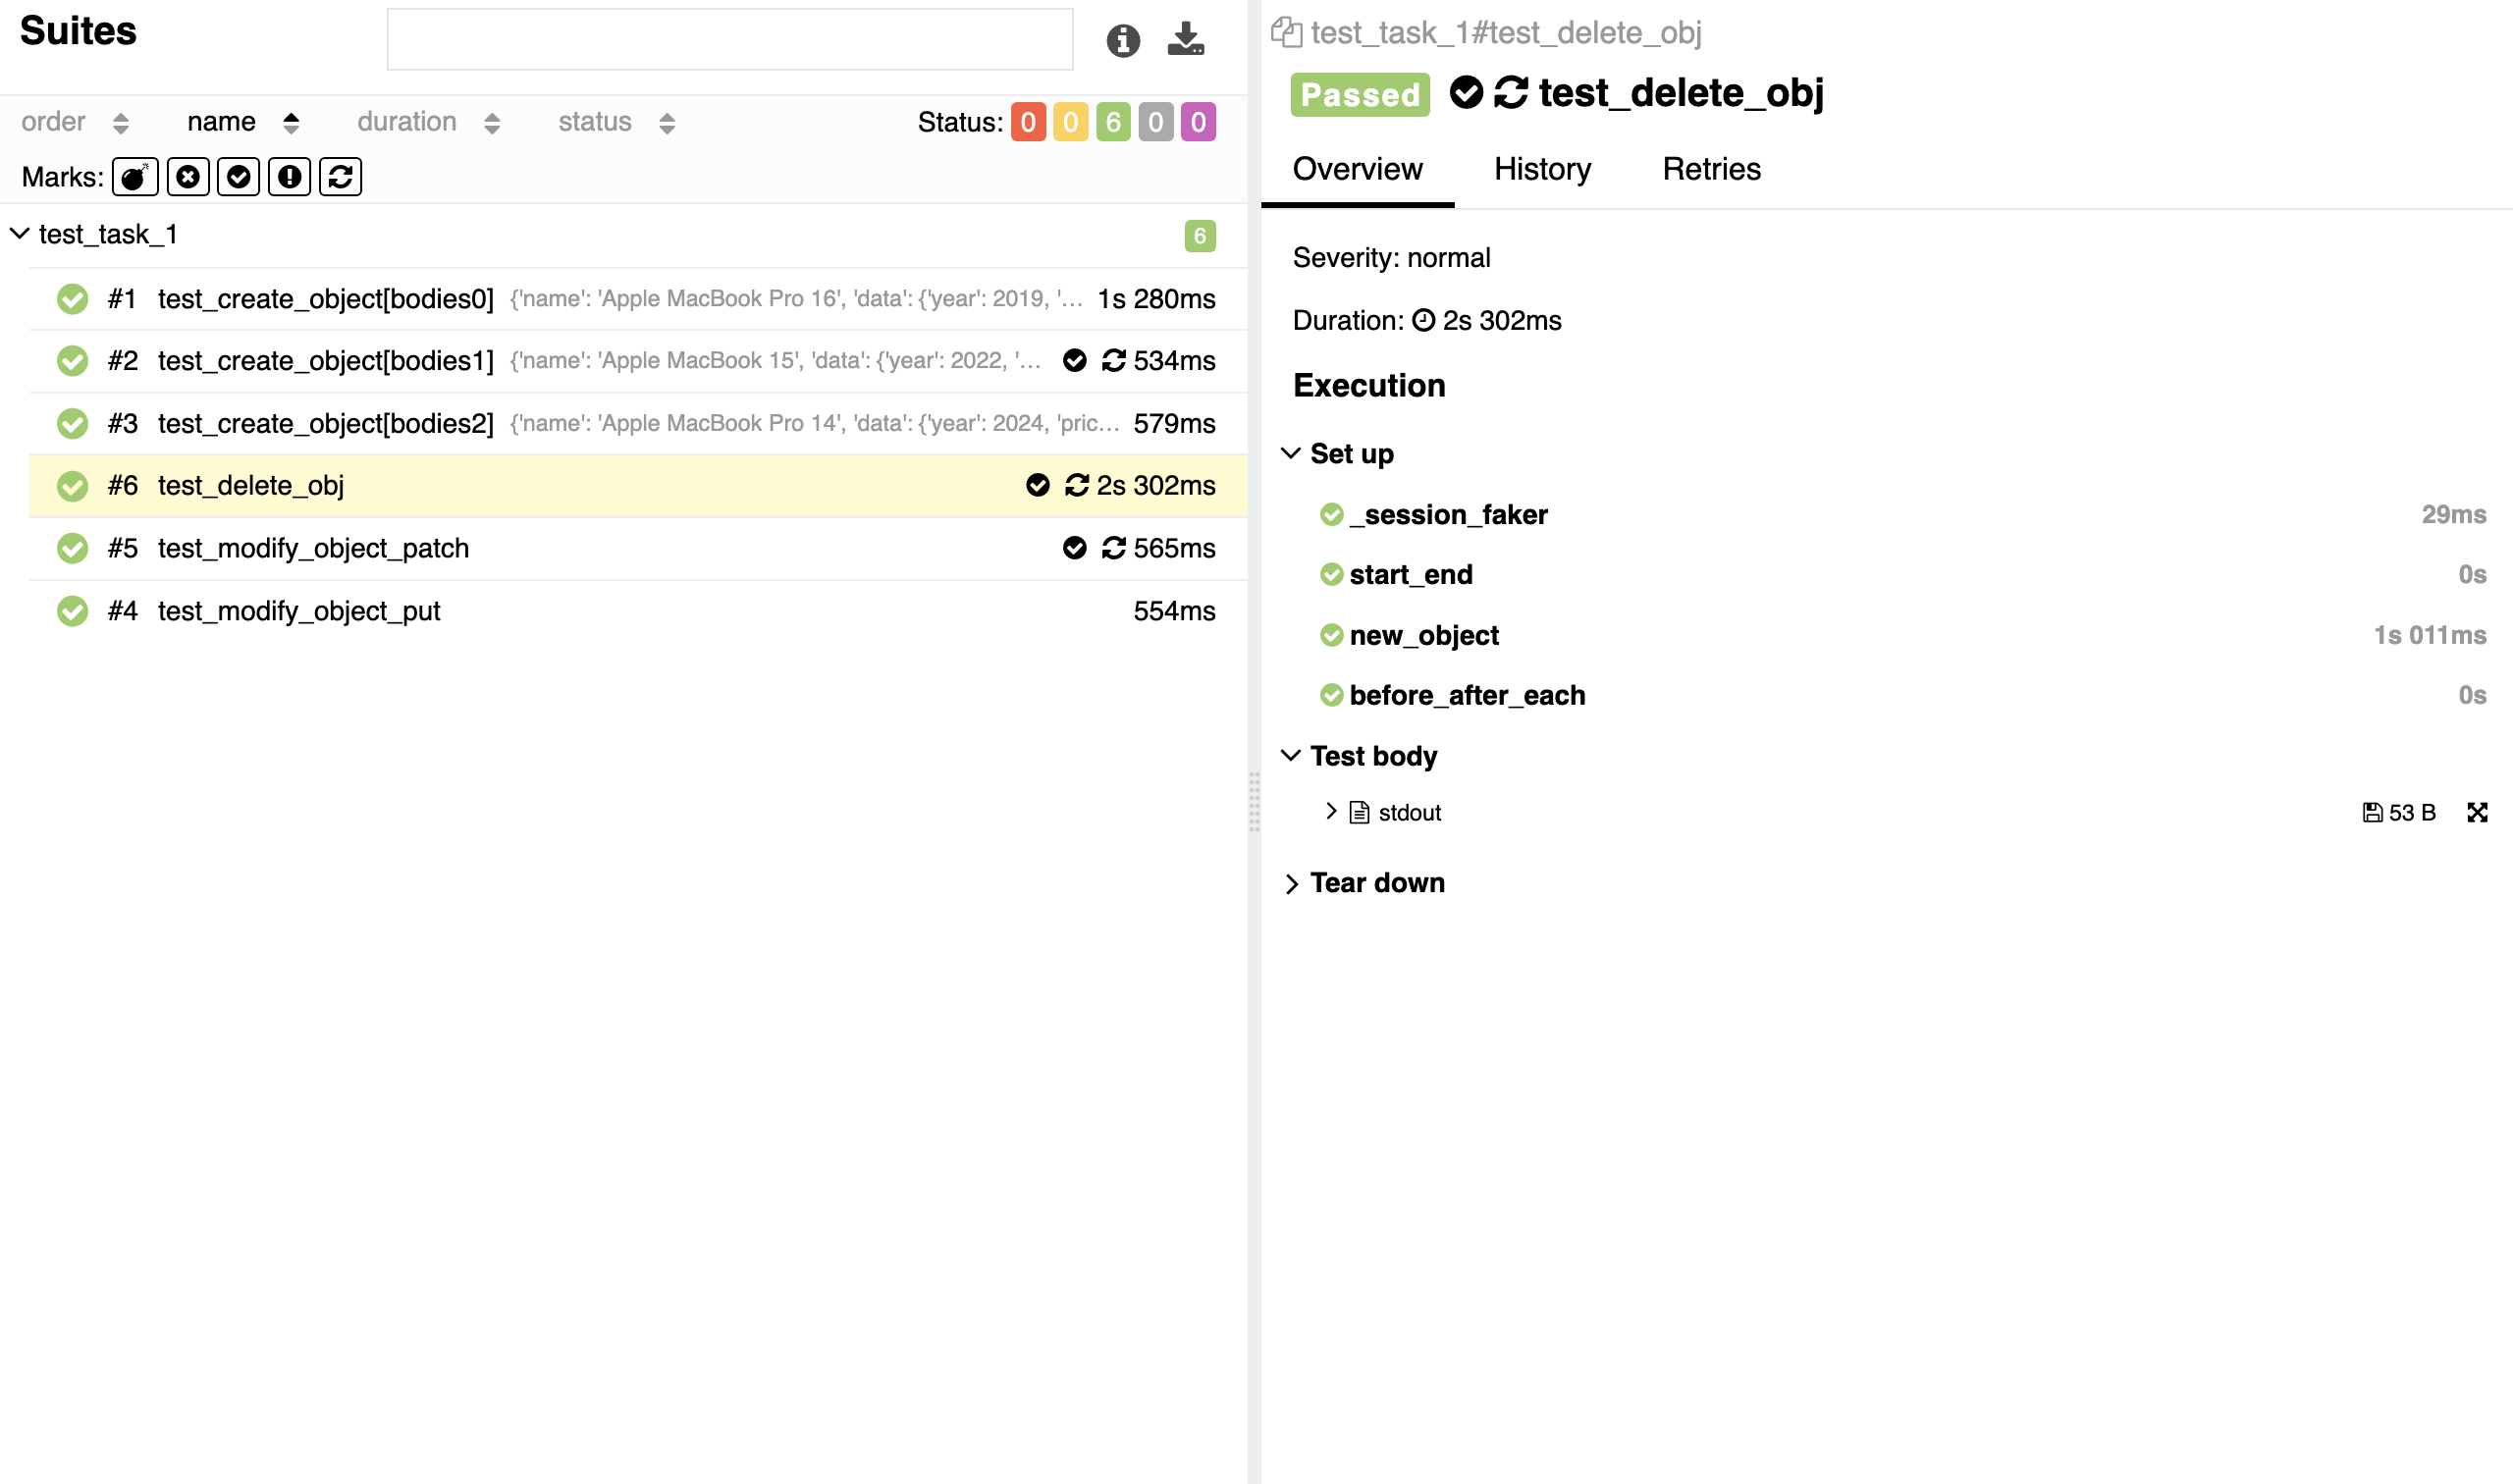 Suites
order name duration status Status: 0 0 6 0 0
Marks:
test_task_1 6
#1 test_create_object[bodies0] {'name': 'Apple MacBook Pro 16', 'data': {'year': 2019, '... 1s 280ms
#2 test_create_object[bodies1] {'name': 'Apple MacBook 15', 'data': {'year': 2022, '... 534ms
#3 test_create_object[bodies2] {'name': 'Apple MacBook Pro 14', 'data': {'year': 2024, 'pric... 579ms
#6 test_delete_obj 2s 302ms
#5 test_modify_object_patch 565ms
#4 test_modify_object_put 554ms
test_task_1#test_delete_obj
Passed test_delete_obj
Overview History Retries
Severity: normal
Duration: 2s 302ms
Execution
Set up
_session_faker 29ms
start_end 0s
new_object 1s 011ms
before_after_each 0s
Test body
stdout 53 B
Tear down